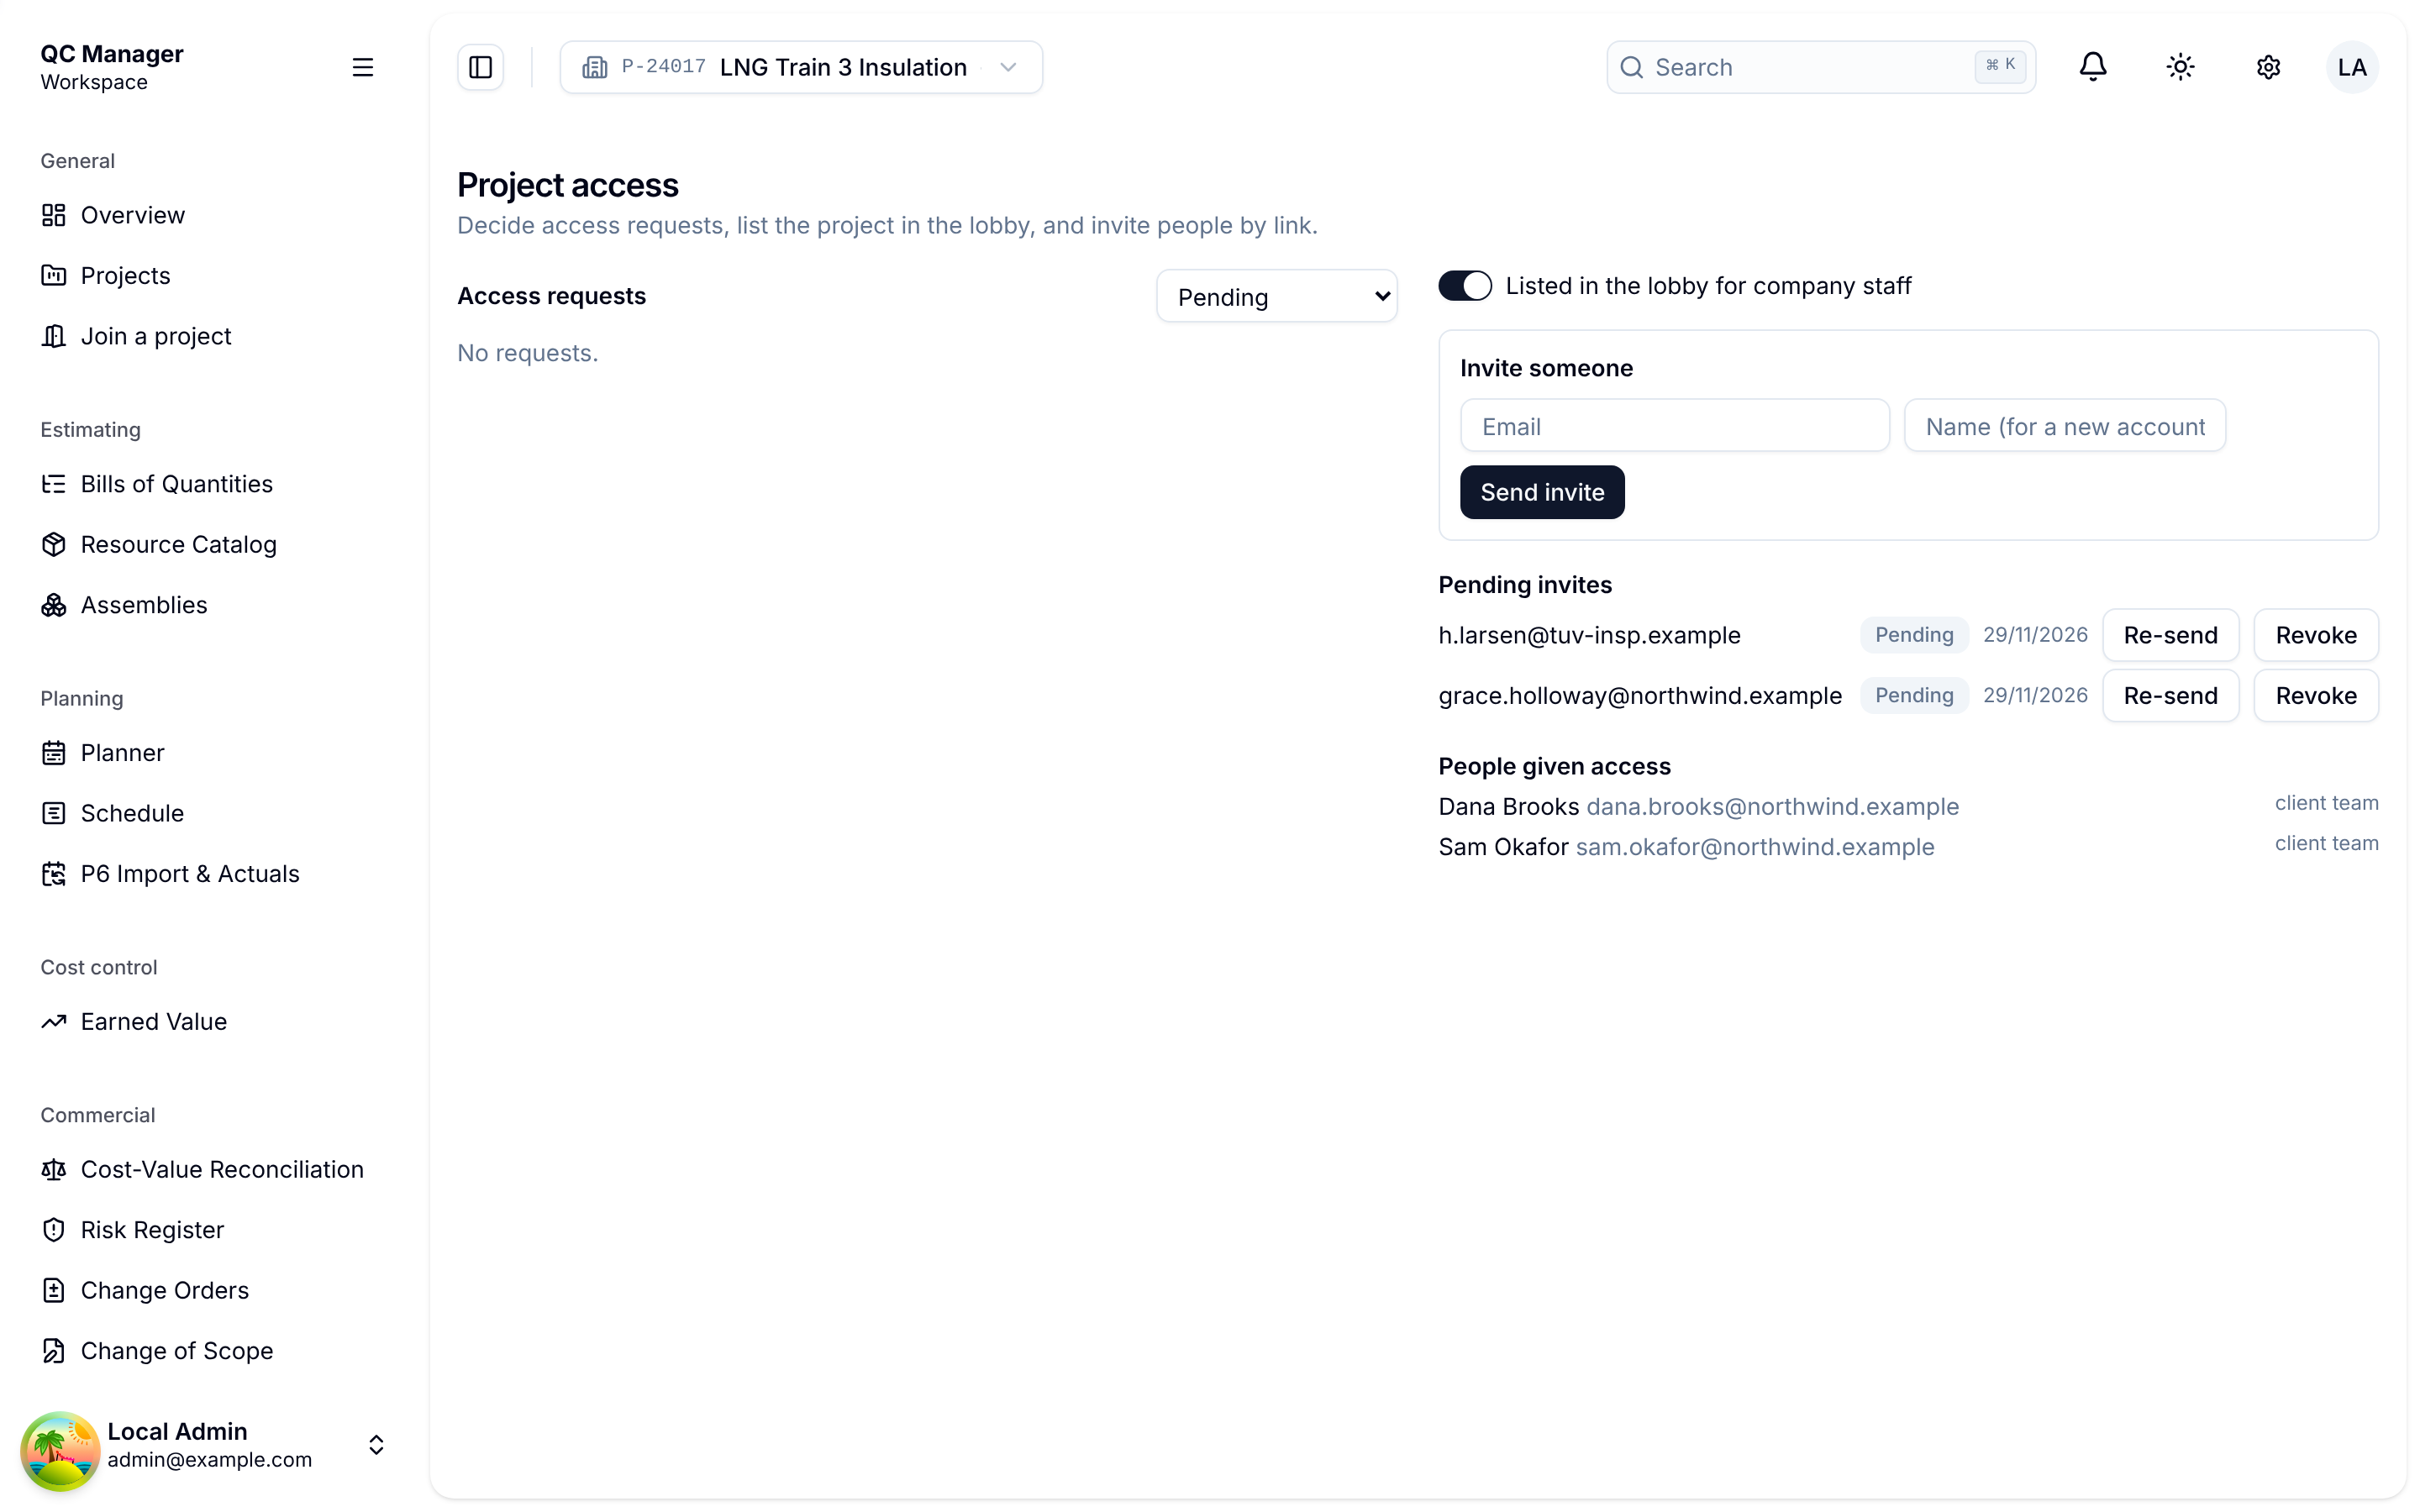 QC Manager
Workspace
General
Overview
Projects
Join a project
Estimating
Bills of Quantities
Resource Catalog
Assemblies
Planning
Planner
Schedule
P6 Import & Actuals
Cost control
Earned Value
Commercial
Cost-Value Reconciliation
Risk Register
Change Orders
Change of Scope
Local Admin
admin@example.com
P-24017 LNG Train 3 Insulation
Search ⌘ K
LA
Project access
Decide access requests, list the project in the lobby, and invite people by link.
Access requests Pending
No requests.
Listed in the lobby for company staff
Invite someone
Email Name (for a new account
Send invite
Pending invites
h.larsen@tuv-insp.example Pending 29/11/2026 Re-send Revoke
grace.holloway@northwind.example Pending 29/11/2026 Re-send Revoke
People given access
Dana Brooks dana.brooks@northwind.example client team
Sam Okafor sam.okafor@northwind.example client team